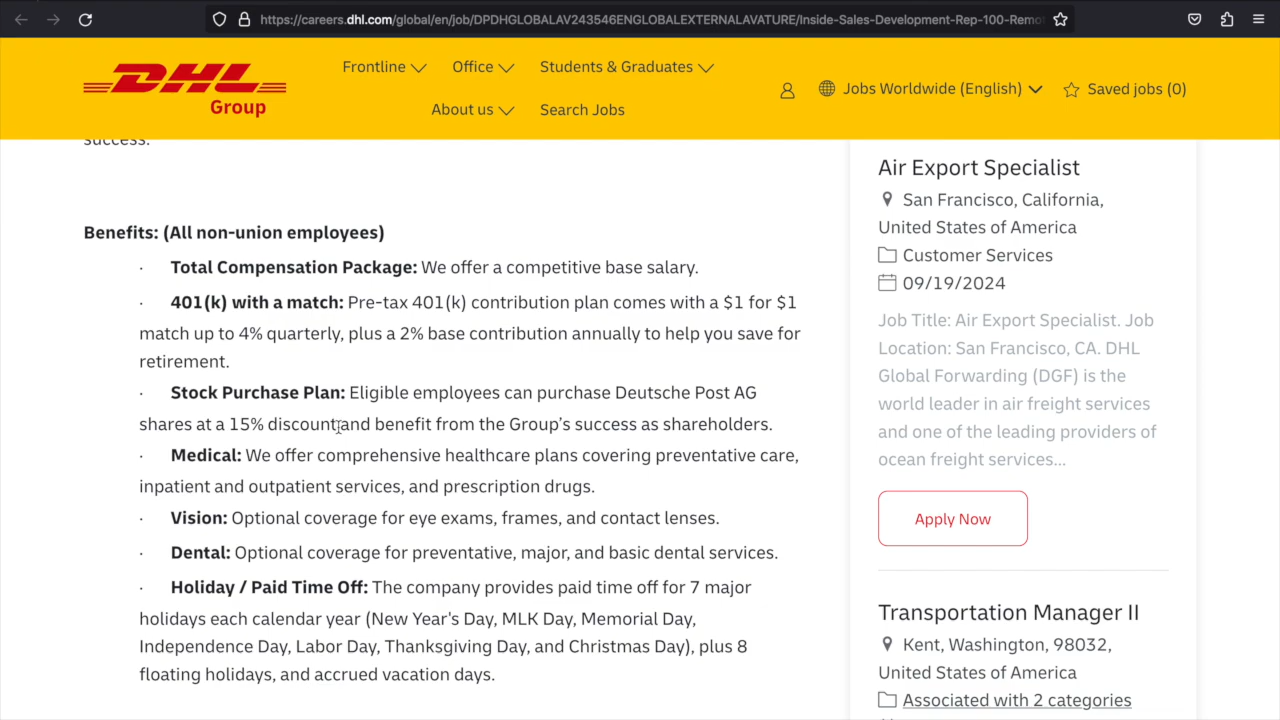 https://careers.dhl.com/global/en/job/DPDHGLOBALAV243546ENGLOBALEXTERNALAVATURE/Inside-Sales-Development-Rep-100-Remo
DHL
Group
Frontline
Office
Students & Graduates
About us
Search Jobs
Jobs Worldwide (English)
Saved jobs (0)
success.
Benefits: (All non-union employees)
· Total Compensation Package: We offer a competitive base salary.
· 401(k) with a match: Pre-tax 401(k) contribution plan comes with a $1 for $1
match up to 4% quarterly, plus a 2% base contribution annually to help you save for
retirement.
· Stock Purchase Plan: Eligible employees can purchase Deutsche Post AG
shares at a 15% discount and benefit from the Group's success as shareholders.
· Medical: We offer comprehensive healthcare plans covering preventative care,
inpatient and outpatient services, and prescription drugs.
· Vision: Optional coverage for eye exams, frames, and contact lenses.
· Dental: Optional coverage for preventative, major, and basic dental services.
· Holiday / Paid Time Off: The company provides paid time off for 7 major
holidays each calendar year (New Year's Day, MLK Day, Memorial Day,
Independence Day, Labor Day, Thanksgiving Day, and Christmas Day), plus 8
floating holidays, and accrued vacation days.
Air Export Specialist
San Francisco, California,
United States of America
Customer Services
09/19/2024
Job Title: Air Export Specialist. Job
Location: San Francisco, CA. DHL
Global Forwarding (DGF) is the
world leader in air freight services
and one of the leading providers of
ocean freight services...
Apply Now
Transportation Manager II
Kent, Washington, 98032,
United States of America
Associated with 2 categories